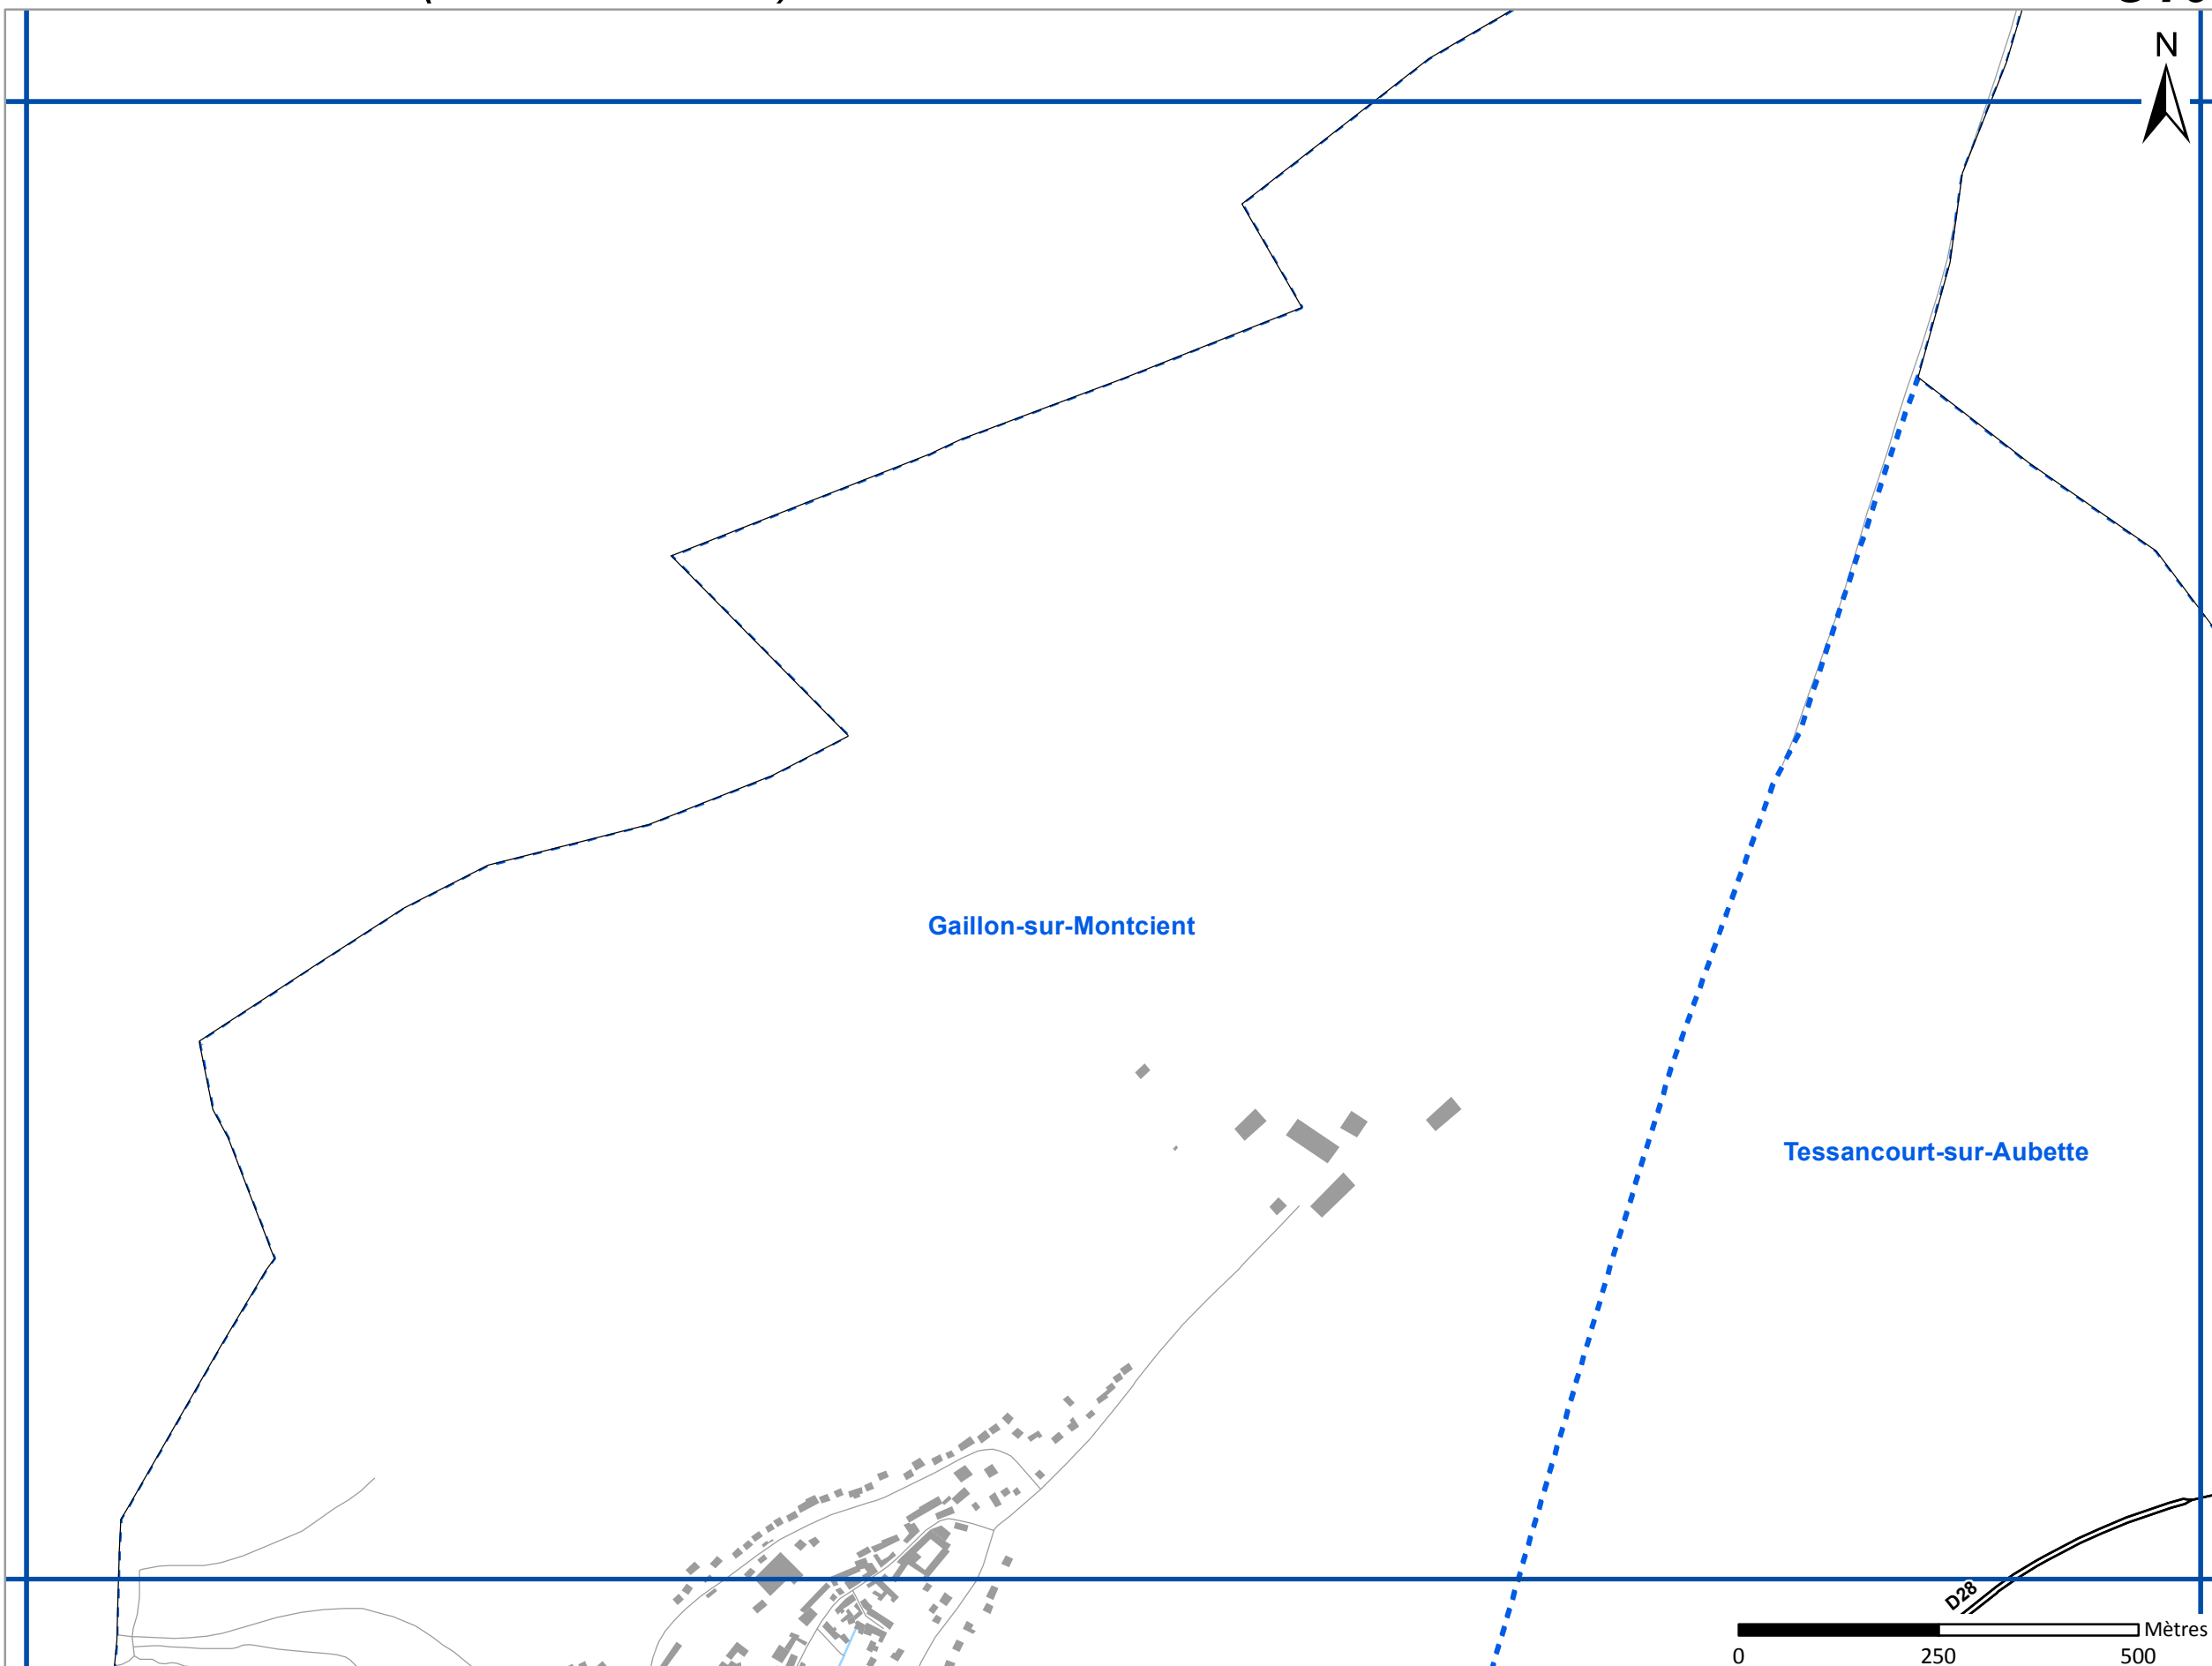 N
Gaillon-sur-Montcient
Tessancourt-sur-Aubette
D28
Mètres
0 250 500